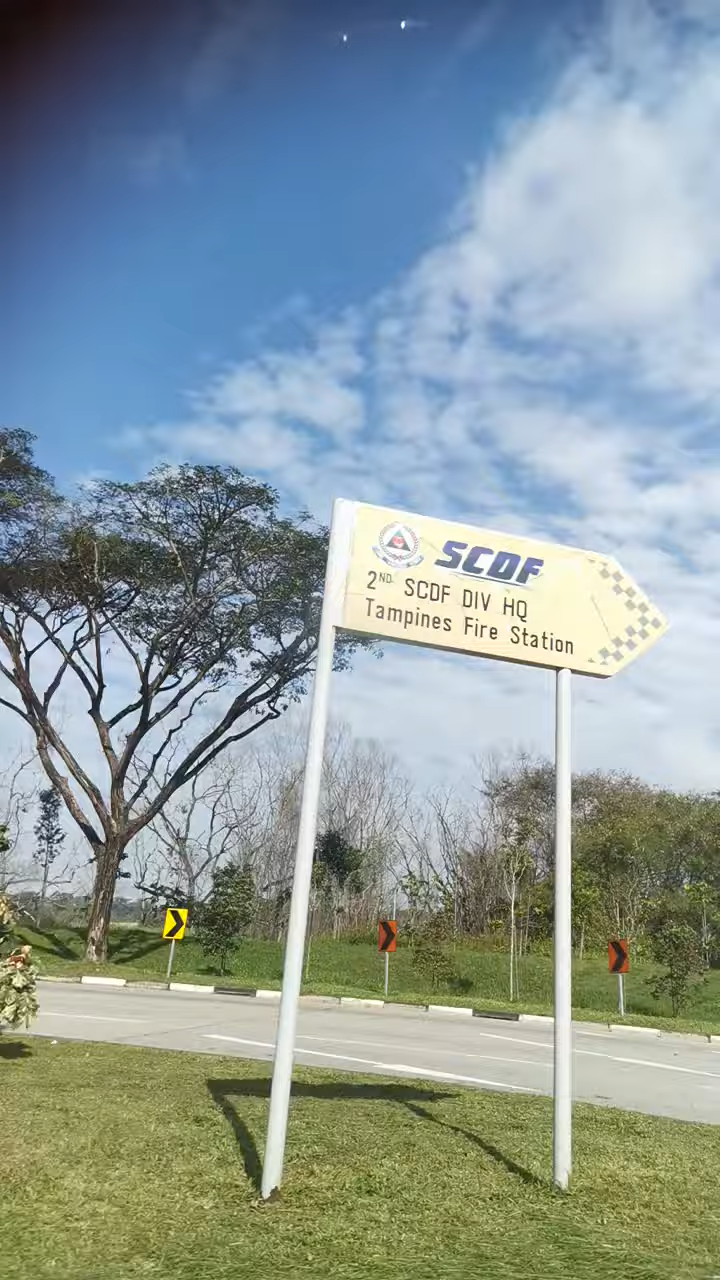 SCDF
2ND. SCDF DIV HQ
Tampines Fire Station